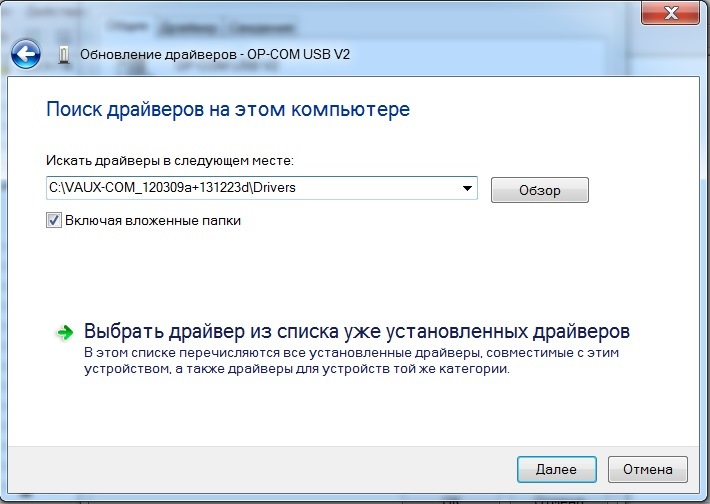 Обновление драйверов - OP-COM USB V2
Поиск драйверов на этом компьютере
Искать драйверы в следующем месте:
C:\VAUX-COM_120309a+131223d\Drivers
Обзор
Включая вложенные папки
Выбрать драйвер из списка уже установленных драйверов
В этом списке перечисляются все установленные драйверы, совместимые с этим
устройством, а также драйверы для устройств той же категории.
Далее
Отмена